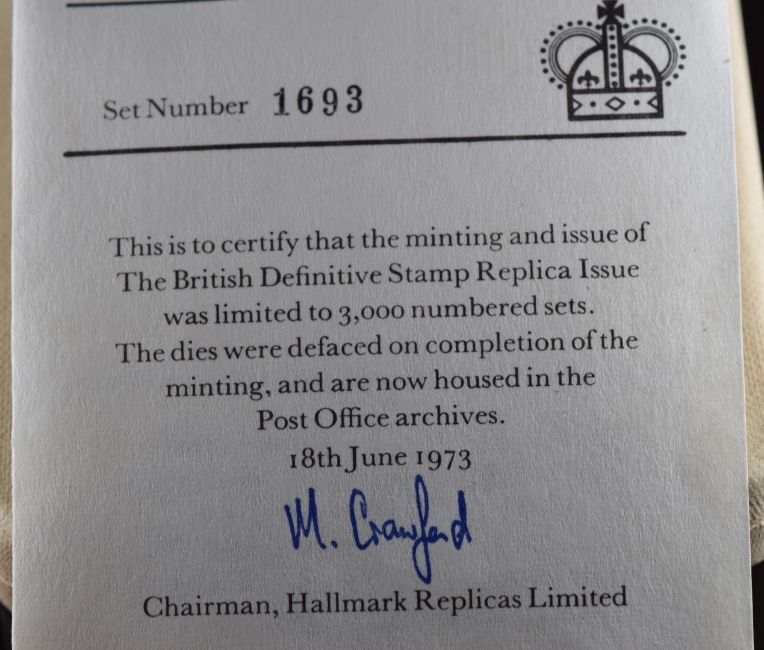 Set Number 1693
This is to certify that the minting and issue of
The British Definitive Stamp Replica Issue
was limited to 3,000 numbered sets.
The dies were defaced on completion of the
minting, and are now housed in the
Post Office archives.
18th June 1973
M. Crawford
Chairman, Hallmark Replicas Limited